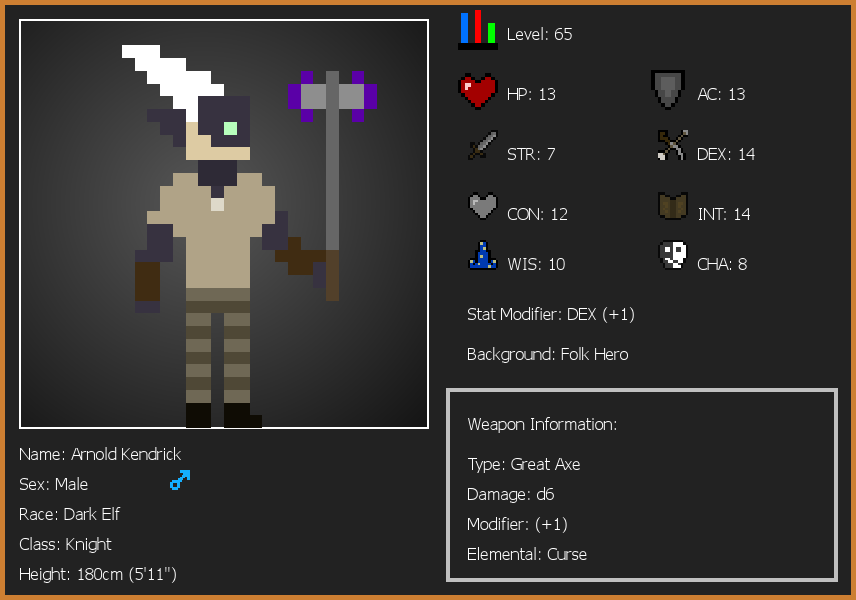 Level: 65
HP: 13
AC: 13
STR: 7
DEX: 14
CON: 12
INT: 14
WIS: 10
CHA: 8
Stat Modifier: DEX (+1)
Background: Folk Hero
Weapon Information:
Type: Great Axe
Damage: d6
Modifier: (+1)
Elemental: Curse
Name: Arnold Kendrick
Sex: Male
Race: Dark Elf
Class: Knight
Height: 180cm (5'11")